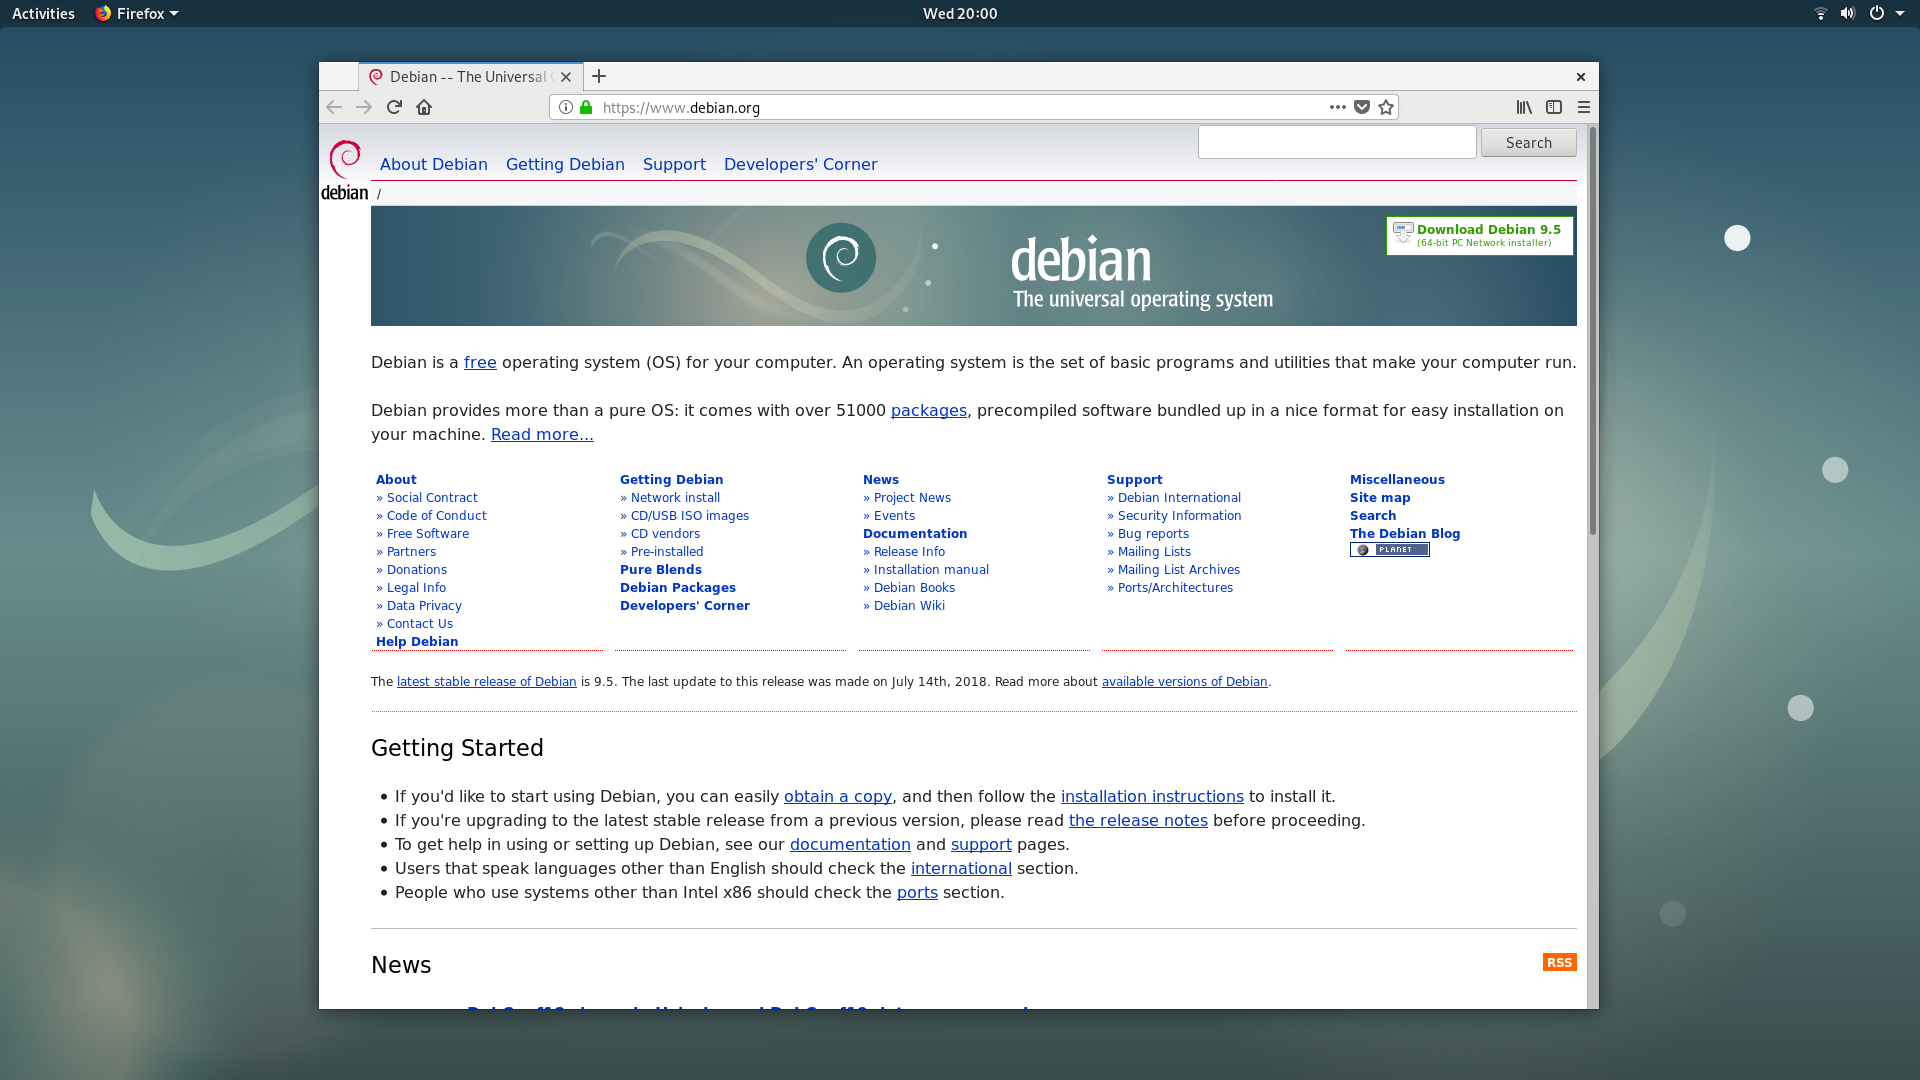 Activities
Firefox
Wed 20:00
Debian -- The Universal
https://www.debian.org
Search
About Debian Getting Debian Support Developers' Corner
debian
/
debian
The universal operating system
Download Debian 9.5
(64-bit PC Network installer)
Debian is a free operating system (OS) for your computer. An operating system is the set of basic programs and utilities that make your computer run.
Debian provides more than a pure OS: it comes with over 51000 packages, precompiled software bundled up in a nice format for easy installation on
your machine. Read more...
About
» Social Contract
» Code of Conduct
» Free Software
» Partners
» Donations
» Legal Info
» Data Privacy
» Contact Us
Help Debian
Getting Debian
» Network install
» CD/USB ISO images
» CD vendors
» Pre-installed
Pure Blends
Debian Packages
Developers' Corner
News
» Project News
» Events
Documentation
» Release Info
» Installation manual
» Debian Books
» Debian Wiki
Support
» Debian International
» Security Information
» Bug reports
» Mailing Lists
» Mailing List Archives
» Ports/Architectures
Miscellaneous
Site map
Search
The Debian Blog
PLANET
The latest stable release of Debian is 9.5. The last update to this release was made on July 14th, 2018. Read more about available versions of Debian.
Getting Started
• If you'd like to start using Debian, you can easily obtain a copy, and then follow the installation instructions to install it.
• If you're upgrading to the latest stable release from a previous version, please read the release notes before proceeding.
• To get help in using or setting up Debian, see our documentation and support pages.
• Users that speak languages other than English should check the international section.
• People who use systems other than Intel x86 should check the ports section.
News
RSS